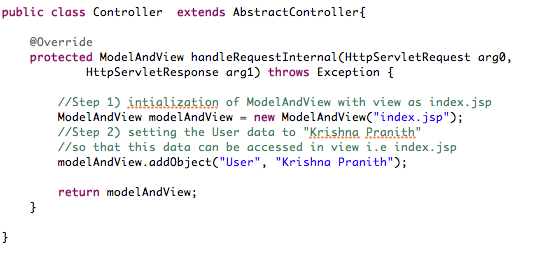 public class Controller  extends AbstractController{
@Override
protected ModelAndView handleRequestInternal(HttpServletRequest arg0,
HttpServletResponse arg1) throws Exception {
//Step 1) intialization of ModelAndView with view as index.jsp
ModelAndView modelAndView = new ModelAndView("index.jsp");
//Step 2) setting the User data to "Krishna Pranith"
//so that this data can be accessed in view i.e index.jsp
modelAndView.addObject("User", "Krishna Pranith");
return modelAndView;
}
}